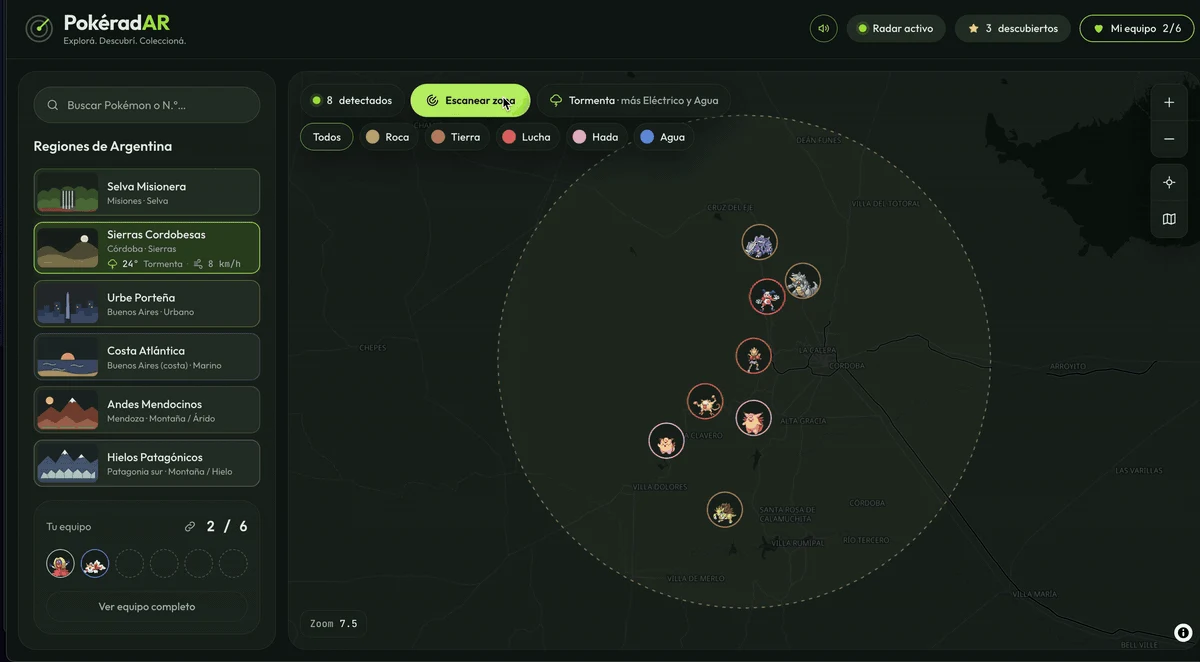 PokéradAR
Explorá. Descubrí. Coleccioná.
Radar activo
3 descubiertos
Mi equipo 2/6
Buscar Pokémon o N.º...
Regiones de Argentina
Selva Misionera
Misiones · Selva
Sierras Cordobesas
Córdoba · Sierras
24° Tormenta · 8 km/h
Urbe Porteña
Buenos Aires · Urbano
Costa Atlántica
Buenos Aires (costa) · Marino
Andes Mendocinos
Mendoza · Montaña / Árido
Hielos Patagónicos
Patagonia sur · Montaña / Hielo
Tu equipo
2 / 6
Ver equipo completo
8 detectados
Escanear zona
Tormenta · más Eléctrico y Agua
Todos
Roca
Tierra
Lucha
Hada
Agua
DEÁN FUNES
CRUZ DEL EJE
VILLA DEL TOTORAL
CHEPES
LA CALERA
CÓRDOBA
ARROYITO
ALTA GRACIA
A CLAVERO
LAS VARILLAS
VILLA DOLORES
CÓRDOBA
SANTA ROSA DE
CALAMUCHITA
VILLA RUMIPAL
RÍO TERCERO
VILLA DE MERLO
VILLA MARÍA
BELL VILLE
Zoom 7.5